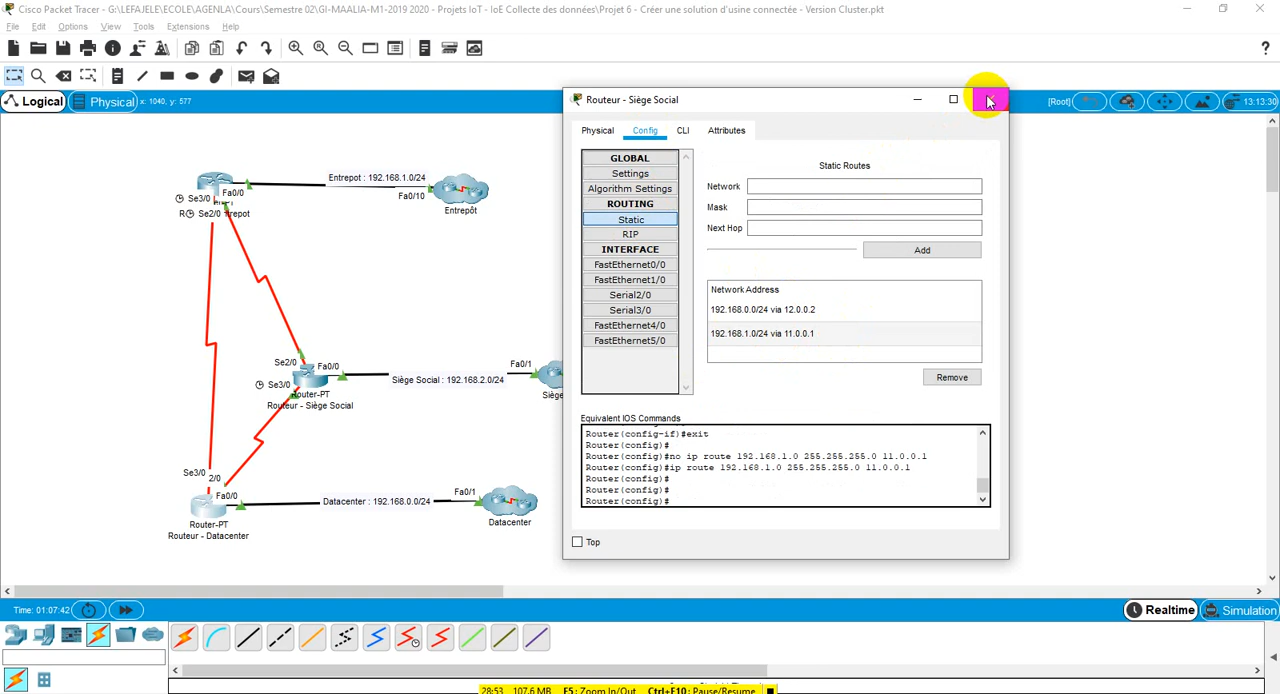 Cisco Packet Tracer - G:\LEFAJELE\ECOLE\AGENLA\Cours\Semestre 02\GI-MAALIA-M1-2019 2020 - Projets IoT - IoE Collecte des données\Projet 6 - Créer une solution d'usine connectée - Version Cluster.pkt
File Edit Options View Tools Extensions Help
Logical Physical x: 1040, y: 577 [Root] 13:13:30
Routeur - Siège Social
Physical Config CLI Attributes
GLOBAL
Settings
Algorithm Settings
ROUTING
Static
RIP
INTERFACE
FastEthernet0/0
FastEthernet1/0
Serial2/0
Serial3/0
FastEthernet4/0
FastEthernet5/0
Static Routes
Network
Mask
Next Hop
Add
Network Address
192.168.0.0/24 via 12.0.0.2
192.168.1.0/24 via 11.0.0.1
Remove
Equivalent IOS Commands
Router(config-if)#exit
Router(config)#
Router(config)#no ip route 192.168.1.0 255.255.255.0 11.0.0.1
Router(config)#ip route 192.168.1.0 255.255.255.0 11.0.0.1
Router(config)#
Router(config)#
Router(config)#
Top
Entrepot : 192.168.1.0/24
Fa0/0
Se3/0
Fa0/10
Se2/0
Entrepôt
Se2/0
Fa0/0
Fa0/1
Siège Social : 192.168.2.0/24
Se3/0
Router-PT
Routeur - Siège Social
Siège
Se3/0
2/0
Fa0/0
Fa0/1
Datacenter : 192.168.0.0/24
Router-PT
Routeur - Datacenter
Datacenter
Time: 01:07:42 Realtime Simulation
28:53 107.6 MB F5: Zoom In/Out Ctrl+F10: Pause/Resume